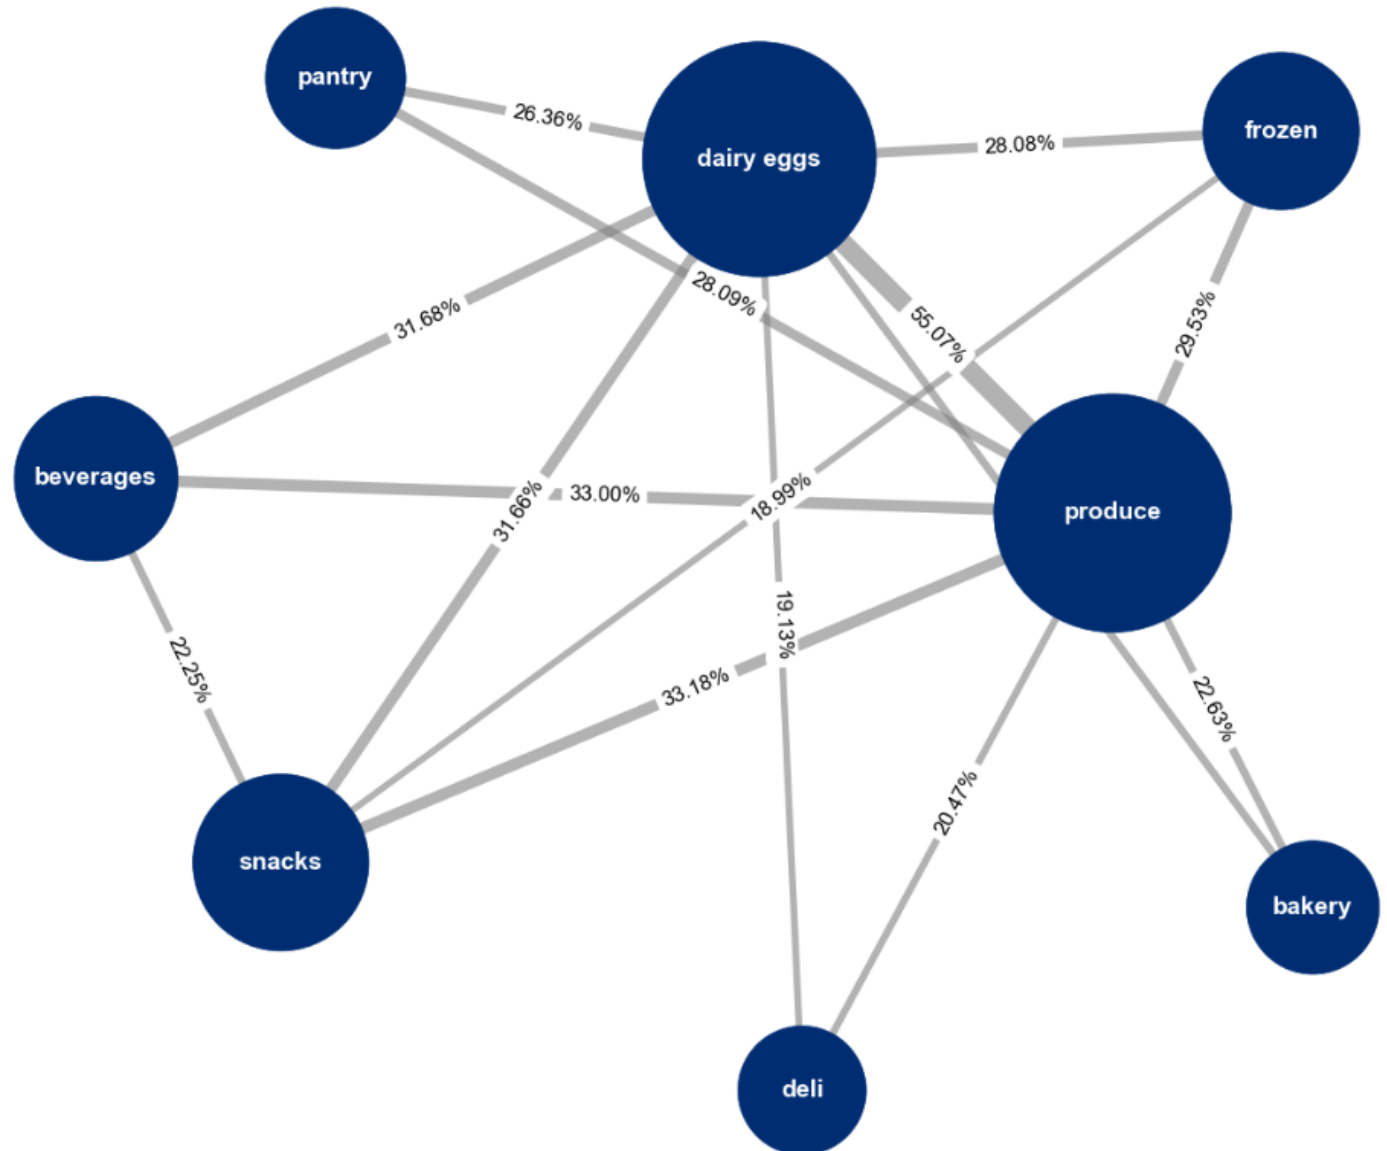 pantry
26.36%
dairy eggs
28.08%
frozen
28.09%
55.07%
29.53%
31.68%
beverages
31.66%
33.00%
18.99%
produce
19.13%
22.25%
33.18%
22.63%
20.47%
snacks
bakery
deli